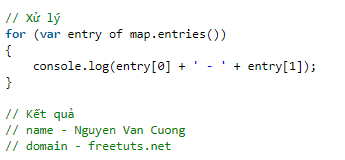 // Xử lý
for (var entry of map.entries())
{
    console.log(entry[0] + ' - ' + entry[1]);
}
// Kết quả
// name - Nguyen Van Cuong
// domain - freetuts.net